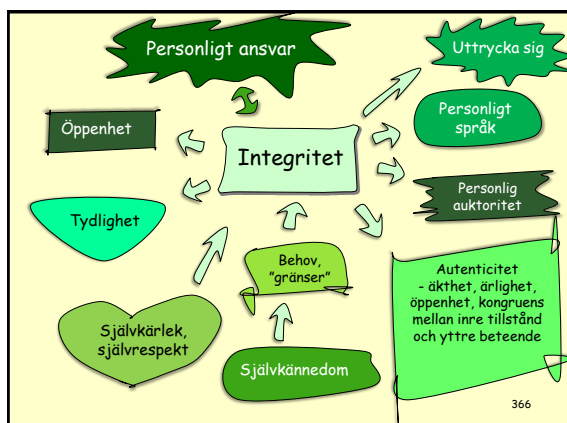 Personligt ansvar
Uttrycka sig
Öppenhet
Integritet
Personligt
språk
Personlig
auktoritet
Tydlighet
Behov,
"gränser"
Autenticitet
- äkthet, ärlighet,
öppenhet, kongruens
mellan inre tillstånd
och yttre beteende
Självkärlek,
självrespekt
Självkännedom
366